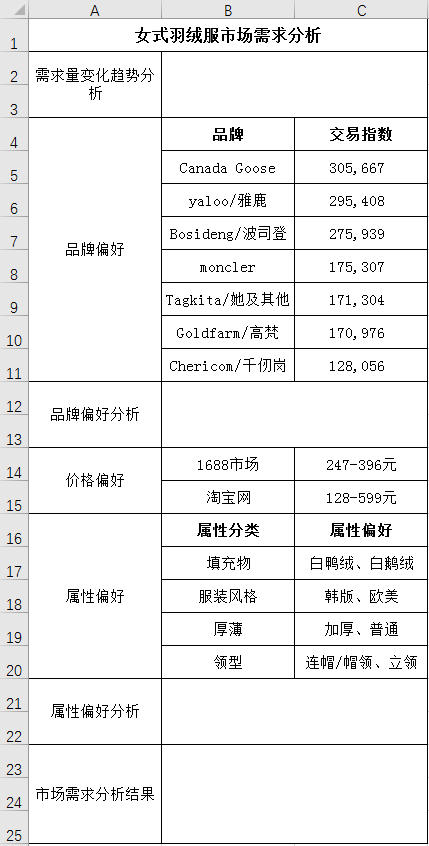 A B C
1 女式羽绒服市场需求分析
2 需求量变化趋势分
3 析
4 品牌 交易指数
5 Canada Goose 305,667
6 yaloo/雅鹿 295,408
7 品牌偏好 Bosideng/波司登 275,939
8 moncler 175,307
9 Tagkita/她及其他 171,304
10 Goldfarm/高梵 170,976
11 Chericom/千仞岗 128,056
12 品牌偏好分析
13
14 价格偏好 1688市场 247-396元
15 淘宝网 128-599元
16 属性分类 属性偏好
17 填充物 白鸭绒、白鹅绒
18 属性偏好 服装风格 韩版、欧美
19 厚薄 加厚、普通
20 领型 连帽/帽领、立领
21 属性偏好分析
22
23
24 市场需求分析结果
25